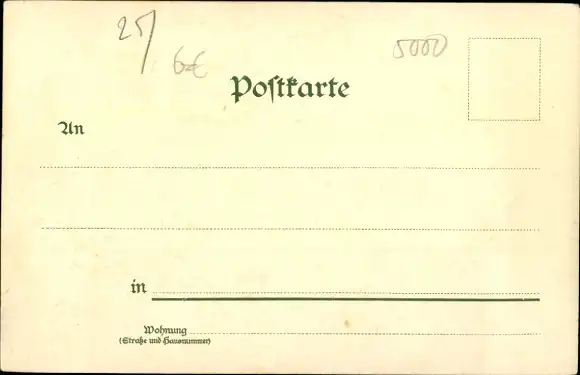 25/
6€
5000
Postkarte
An
in
Wohnung
(Straße und Hausnummer)